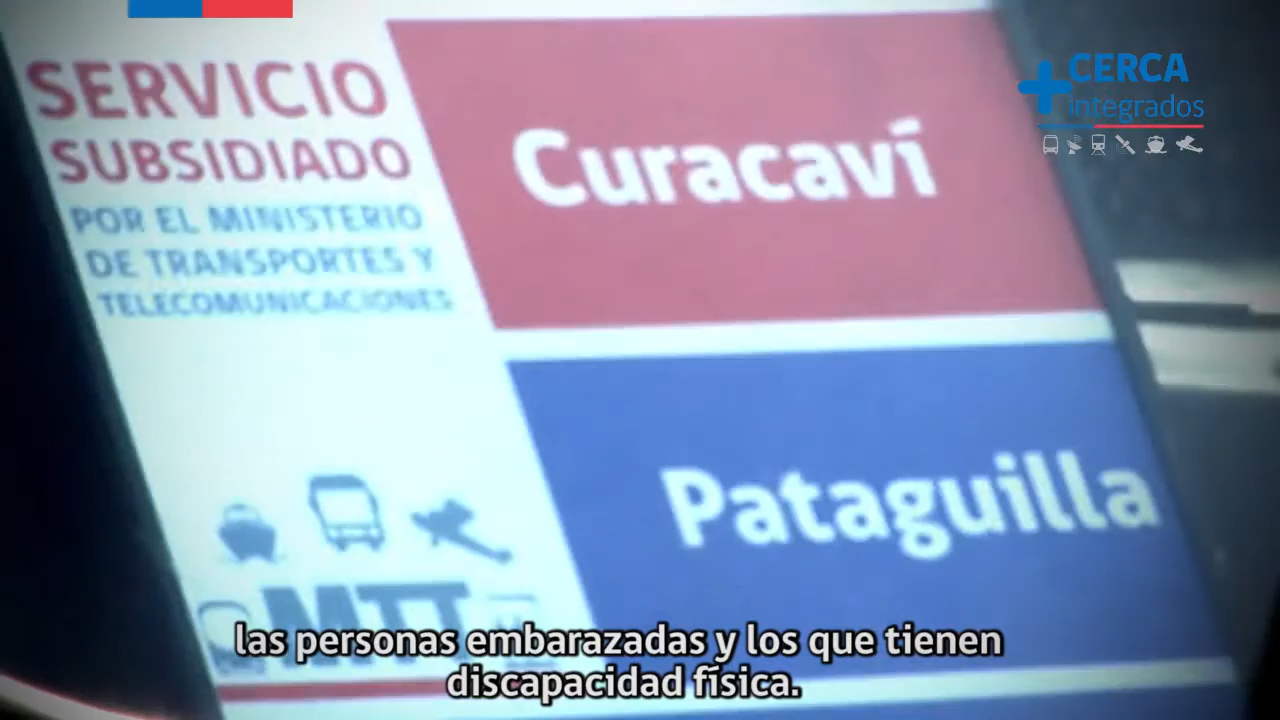 SERVICIO
SUBSIDIADO
POR EL MINISTERIO
DE TRANSPORTES Y
TELECOMUNICACIONES
Curacaví
Pataguilla
MTT
+CERCA
integrados
las personas embarazadas y los que tienen
discapacidad física.